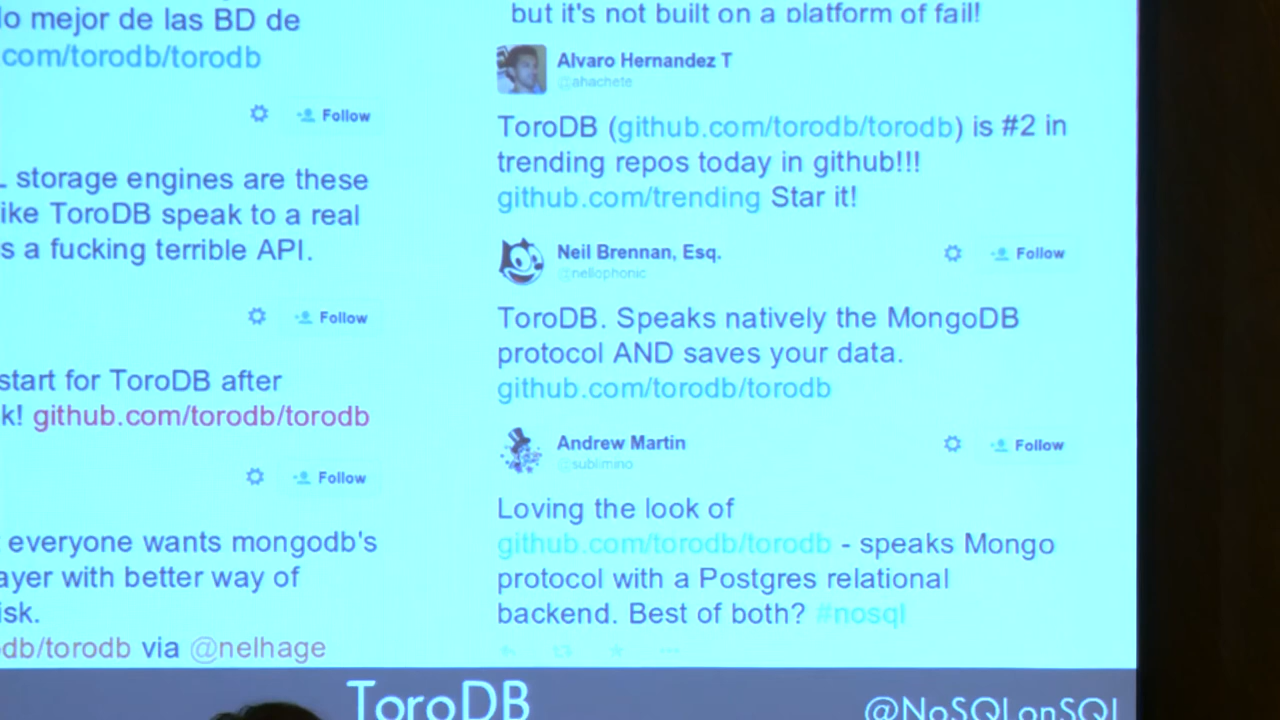 lo mejor de las BD de
com/torodb/torodb
Follow
storage engines are these
ike ToroDB speak to a real
s a fucking terrible API.
Follow
start for ToroDB after
k! github.com/torodb/torodb
Follow
everyone wants mongodb's
ayer with better way of
isk.
odb/torodb via @nelhage
but it's not built on a platform of fail!
Alvaro Hernandez T
@ahachete
ToroDB (github.com/torodb/torodb) is #2 in
trending repos today in github!!!
github.com/trending Star it!
Neil Brennan, Esq.
@nellophonic
Follow
ToroDB. Speaks natively the MongoDB
protocol AND saves your data.
github.com/torodb/torodb
Andrew Martin
@sublimino
Follow
Loving the look of
github.com/torodb/torodb - speaks Mongo
protocol with a Postgres relational
backend. Best of both? #nosql
ToroDB
@NoSQLonSQL